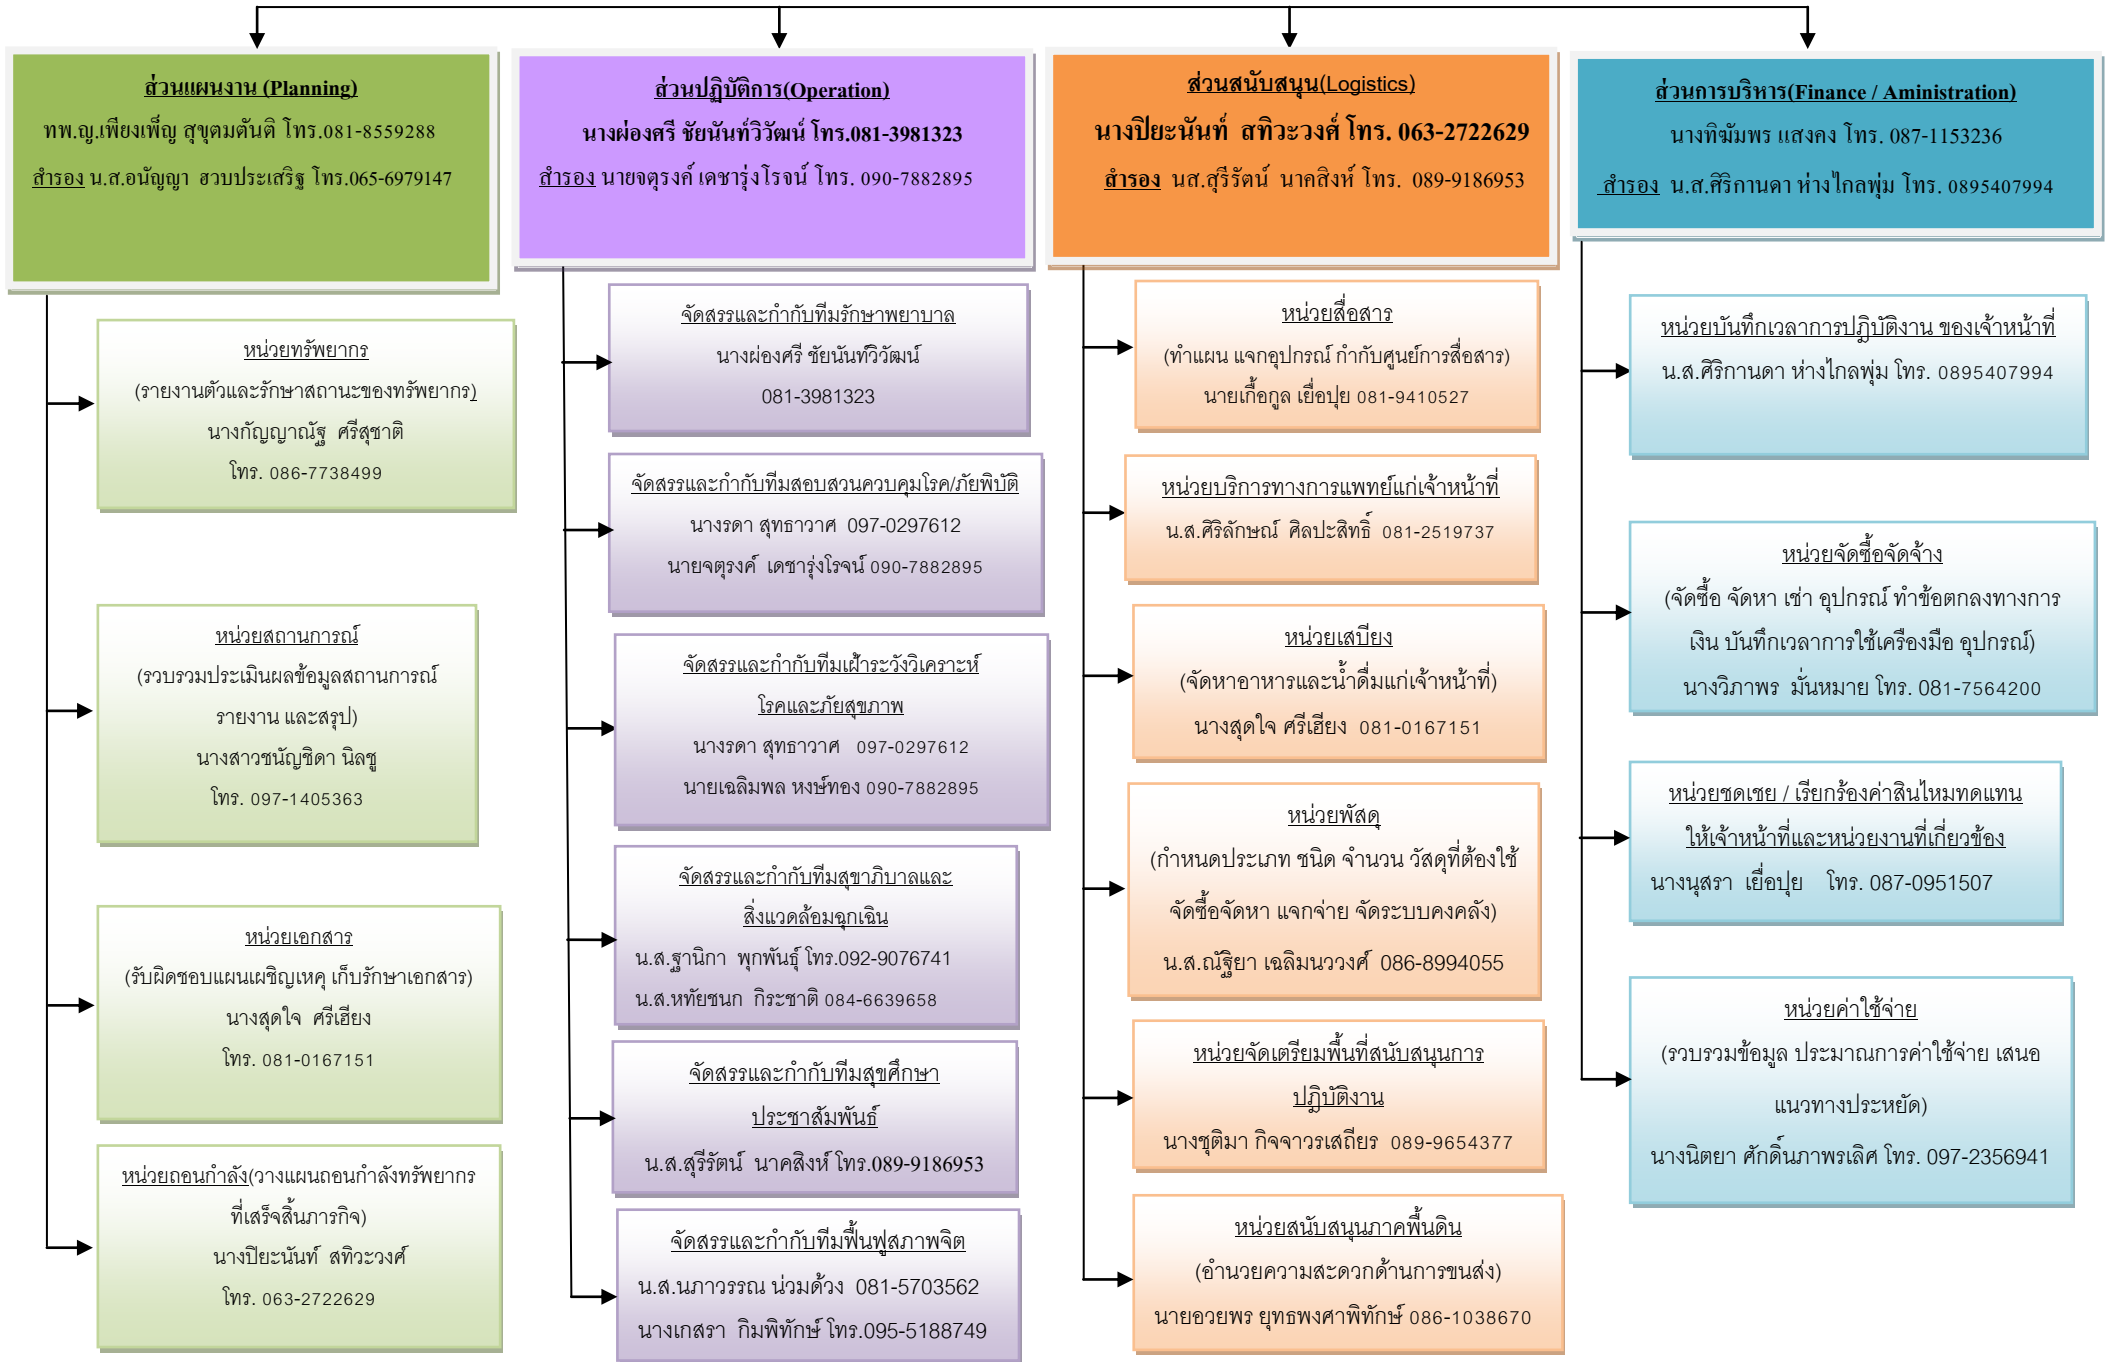 ส่วนแผนงาน (Planning)
ทพ.ญ.เพียงเพ็ญ สุขุตมตันติ โทร.081-8559288
สำรอง น.ส.อนัญญา ฮวบประเสริฐ โทร.065-6979147
หน่วยทรัพยากร
(รายงานตัวและรักษาสถานะของทรัพยากร)
นางกัญญาณัฐ ศรีสุชาติ
โทร. 086-7738499
หน่วยสถานการณ์
(รวบรวมประเมินผลข้อมูลสถานการณ์
รายงาน และสรุป)
นางสาวชนัญชิดา นิลชู
โทร. 097-1405363
หน่วยเอกสาร
(รับผิดชอบแผนเผชิญเหตุ เก็บรักษาเอกสาร)
นางสุดใจ ศรีเฮียง
โทร. 081-0167151
หน่วยถอนกำลัง(วางแผนถอนกำลังทรัพยากร
ที่เสร็จสิ้นภารกิจ)
นางปิยะนันท์ สทิวะวงศ์
โทร. 063-2722629
ส่วนปฏิบัติการ(Operation)
นางผ่องศรี ชัยนันท์วิวัฒน์ โทร.081-3981323
สำรอง นายจตุรงค์ เดชารุ่งโรจน์ โทร. 090-7882895
จัดสรรและกำกับทีมรักษาพยาบาล
นางผ่องศรี ชัยนันท์วิวัฒน์
081-3981323
จัดสรรและกำกับทีมสอบสวนควบคุมโรค/ภัยพิบัติ
นางรดา สุทธาวาศ 097-0297612
นายจตุรงค์ เดชารุ่งโรจน์ 090-7882895
จัดสรรและกำกับทีมเฝ้าระวังวิเคราะห์
โรคและภัยสุขภาพ
นางรดา สุทธาวาศ 097-0297612
นายเฉลิมพล หงษ์ทอง 090-7882895
จัดสรรและกำกับทีมสุขาภิบาลและ
สิ่งแวดล้อมฉุกเฉิน
น.ส.ฐานิกา พุกพันธุ์ โทร.092-9076741
น.ส.หทัยชนก กิระชาติ 084-6639658
จัดสรรและกำกับทีมสุขศึกษา
ประชาสัมพันธ์
น.ส.สุรีรัตน์ นาคสิงห์ โทร.089-9186953
จัดสรรและกำกับทีมฟื้นฟูสภาพจิต
น.ส.นภาวรรณ น่วมด้วง 081-5703562
นางเกสรา กิมพิทักษ์ โทร.095-5188749
ส่วนสนับสนุน(Logistics)
นางปิยะนันท์ สทิวะวงศ์ โทร. 063-2722629
สำรอง นส.สุรีรัตน์ นาคสิงห์ โทร. 089-9186953
หน่วยสื่อสาร
(ทำแผน แจกอุปกรณ์ กำกับศูนย์การสื่อสาร)
นายเกื้อกูล เยื่อปุย 081-9410527
หน่วยบริการทางการแพทย์แก่เจ้าหน้าที่
น.ส.ศิริลักษณ์ ศิลปะสิทธิ์ 081-2519737
หน่วยเสบียง
(จัดหาอาหารและน้ำดื่มแก่เจ้าหน้าที่)
นางสุดใจ ศรีเฮียง 081-0167151
หน่วยพัสดุ
(กำหนดประเภท ชนิด จำนวน วัสดุที่ต้องใช้
จัดซื้อจัดหา แจกจ่าย จัดระบบคงคลัง)
น.ส.ณัฐิยา เฉลิมนววงศ์ 086-8994055
หน่วยจัดเตรียมพื้นที่สนับสนุนการ
ปฏิบัติงาน
นางชุติมา กิจจาวรเสถียร 089-9654377
หน่วยสนับสนุนภาคพื้นดิน
(อำนวยความสะดวกด้านการขนส่ง)
นายอวยพร ยุทธพงศาพิทักษ์ 086-1038670
ส่วนการบริหาร(Finance / Aministration)
นางทิฆัมพร แสงคง โทร. 087-1153236
สำรอง น.ส.ศิริกานดา ห่างไกลพุ่ม โทร. 0895407994
หน่วยบันทึกเวลาการปฏิบัติงาน ของเจ้าหน้าที่
น.ส.ศิริกานดา ห่างไกลพุ่ม โทร. 0895407994
หน่วยจัดซื้อจัดจ้าง
(จัดซื้อ จัดหา เช่า อุปกรณ์ ทำข้อตกลงทางการ
เงิน บันทึกเวลาการใช้เครื่องมือ อุปกรณ์)
นางวิภาพร มั่นหมาย โทร. 081-7564200
หน่วยชดเชย / เรียกร้องค่าสินไหมทดแทน
ให้เจ้าหน้าที่และหน่วยงานที่เกี่ยวข้อง
นางนุสรา เยื่อปุย โทร. 087-0951507
หน่วยค่าใช้จ่าย
(รวบรวมข้อมูล ประมาณการค่าใช้จ่าย เสนอ
แนวทางประหยัด)
นางนิตยา ศักดิ์นภาพรเลิศ โทร. 097-2356941